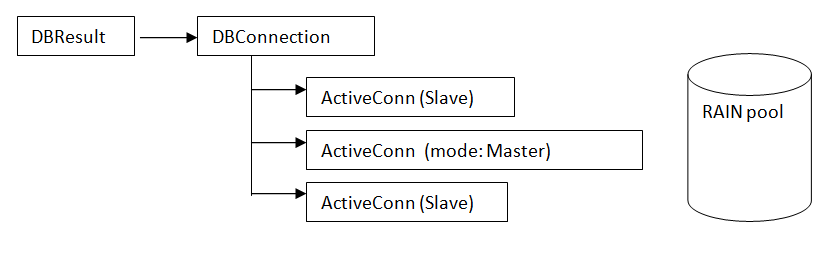 DBResult
DBConnection
ActiveConn (Slave)
RAIN pool
ActiveConn (mode: Master)
ActiveConn (Slave)